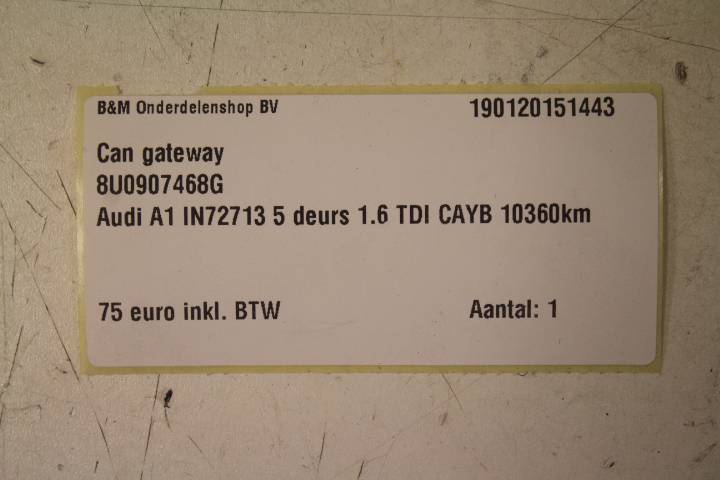 B&M Onderdelenshop BV 190120151443
Can gateway
8U0907468G
Audi A1 IN72713 5 deurs 1.6 TDI CAYB 10360km
75 euro inkl. BTW Aantal: 1